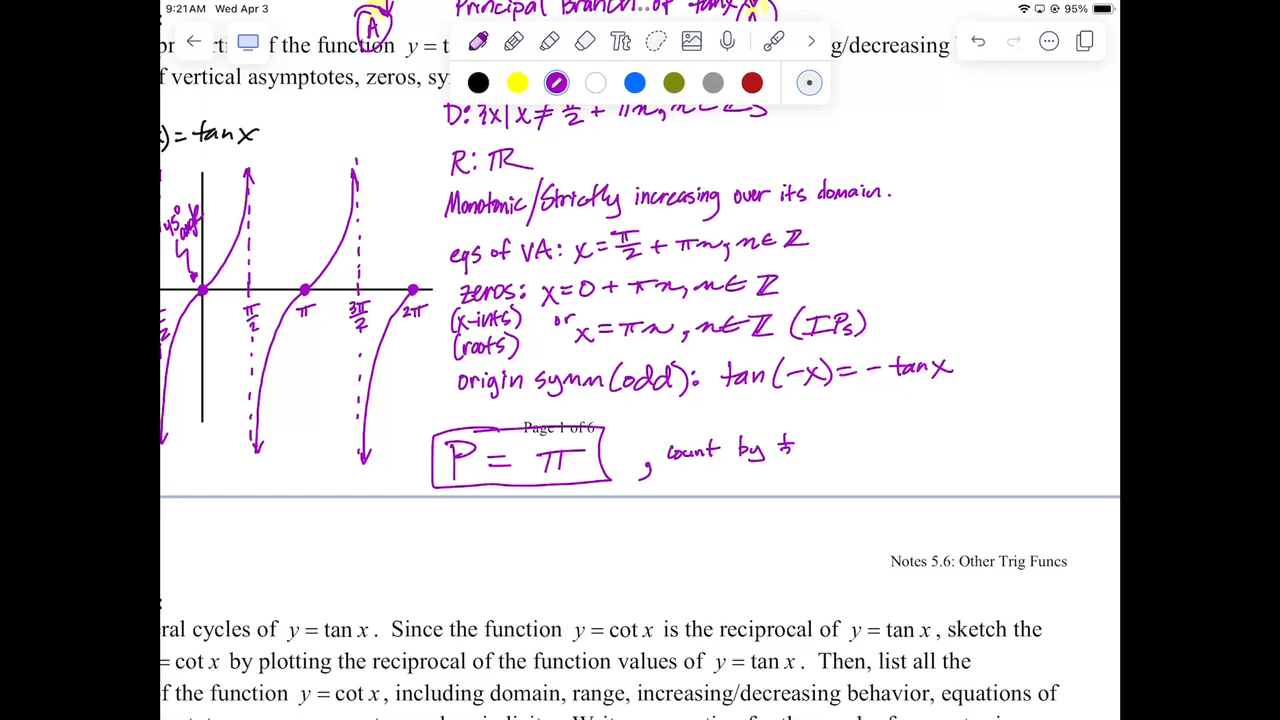 9:21AM Wed Apr 3
95%
Principal Branch of tanx
A
A
f the function y = t
g/decreasing
f vertical asymptotes, zeros, sy
D: {x | x ≠ π/2 + πn, n ∈ ℤ}
) = tan x
R: ℝ
Monotonic/Strictly increasing over its domain.
45°
eqs of VA: x = π/2 + πn, n ∈ ℤ
zeros: x = 0 + πn, n ∈ ℤ
(x-ints) or x = πn, n ∈ ℤ (IPs)
(roots)
π/2 π 3π/2 2π
origin symm (odd): tan(-x) = - tan x
Page 1 of 6
P = π , count by
Notes 5.6: Other Trig Funcs
ral cycles of y = tan x. Since the function y = cot x is the reciprocal of y = tan x, sketch the
= cot x by plotting the reciprocal of the function values of y = tan x. Then, list all the
f the function y = cot x, including domain, range, increasing/decreasing behavior, equations of